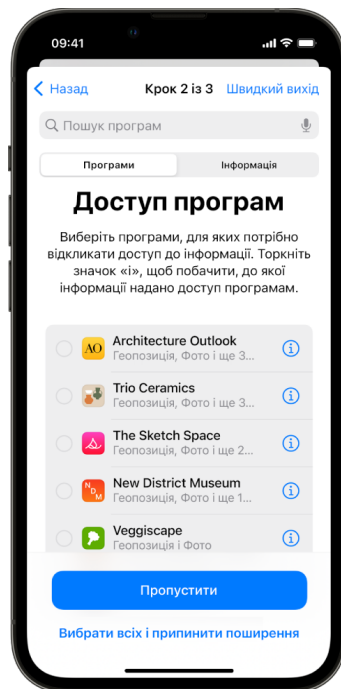 09:41
Назад
Крок 2 із 3
Швидкий вихід
Пошук програм
Програми
Інформація
Доступ програм
Виберіть програми, для яких потрібно
відкликати доступ до інформації. Торкніть
значок «і», щоб побачити, до якої
інформації надано доступ програмам.
AO
Architecture Outlook
Геопозиція, Фото і ще 3...
Trio Ceramics
Геопозиція, Фото і ще 3...
The Sketch Space
Геопозиція, Фото і ще 2...
NDM
New District Museum
Геопозиція, Фото і ще 1...
Veggiscape
Геопозиція і Фото
Пропустити
Вибрати всіх і припинити поширення